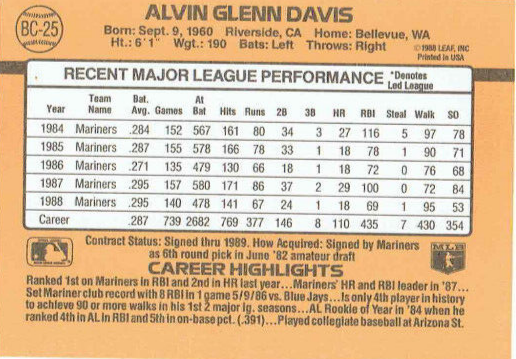 ALVIN GLENN DAVIS
BC-25
Born: Sept. 9, 1960 Riverside, CA Home: Bellevue, WA
Ht.: 6'1" Wgt.: 190 Bats: Left Throws: Right
©1988 LEAF, INC
Printed in USA
RECENT MAJOR LEAGUE PERFORMANCE *Denotes Led League
Year Team Name Bat. Avg. Games At Bat Hits Runs 2B 3B HR RBI Steal Walk SO
1984 Mariners .284 152 567 161 80 34 3 27 116 5 97 78
1985 Mariners .287 155 578 166 78 33 1 18 78 1 90 71
1986 Mariners .271 135 479 130 66 18 1 18 72 0 76 68
1987 Mariners .295 157 580 171 86 37 2 29 100 0 72 84
1988 Mariners .295 140 478 141 67 24 1 18 69 1 95 53
Career .287 739 2682 769 377 146 8 110 435 7 430 354
Contract Status: Signed thru 1989. How Acquired: Signed by Mariners
as 6th round pick in June '82 amateur draft
MLB
CAREER HIGHLIGHTS
Ranked 1st on Mariners in RBI and 2nd in HR last year...Mariners' HR and RBI leader in '87...
Set Mariner club record with 8 RBI in 1 game 5/9/86 vs. Blue Jays...Is only 4th player in history
to achieve 90 or more walks in his 1st 2 major lg. seasons...AL Rookie of Year in '84 when he
ranked 4th in AL in RBI and 5th in on-base pct. (.391)...Played collegiate baseball at Arizona St.